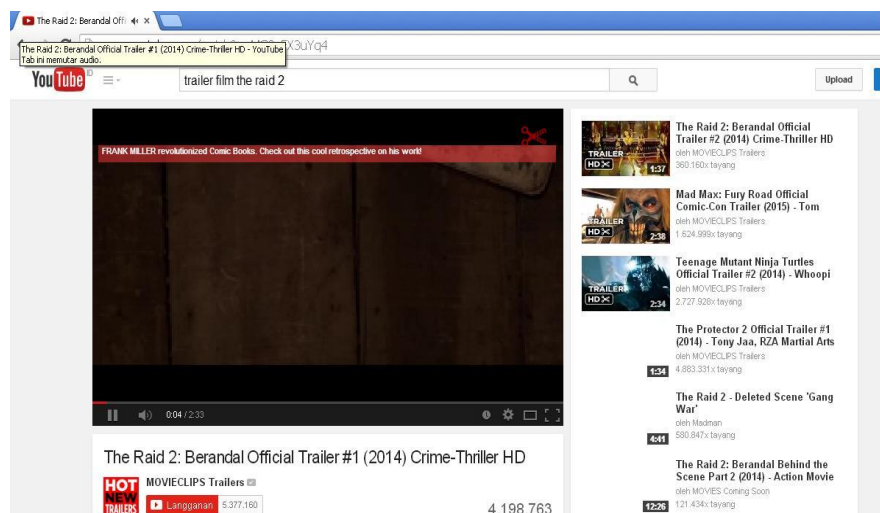 The Raid 2: Berandal Offi
The Raid 2: Berandal Official Trailer #1 (2014) Crime-Thriller HD - YouTube
Tab ini memutar audio.
YouTube ID
trailer film the raid 2
Upload
FRANK MILLER revolutionized Comic Books. Check out this cool retrospective on his work!
0:04 / 2:33
The Raid 2: Berandal Official Trailer #1 (2014) Crime-Thriller HD
HOT
NEW
TRAILERS
MOVIECLIPS Trailers
Langganan 5.377.160
4.198.763
TRAILER
HD
1:37
The Raid 2: Berandal Official
Trailer #2 (2014) Crime-Thriller HD
oleh MOVIECLIPS Trailers
360.160x tayang
TRAILER
HD
2:38
Mad Max: Fury Road Official
Comic-Con Trailer (2015) - Tom
oleh MOVIECLIPS Trailers
1.624.999x tayang
TRAILER
HD
2:34
Teenage Mutant Ninja Turtles
Official Trailer #2 (2014) - Whoopi
oleh MOVIECLIPS Trailers
2.727.928x tayang
1:34
The Protector 2 Official Trailer #1
(2014) - Tony Jaa, RZA Martial Arts
oleh MOVIECLIPS Trailers
4.883.331x tayang
4:41
The Raid 2 - Deleted Scene 'Gang
War'
oleh Madman
580.847x tayang
12:26
The Raid 2: Berandal Behind the
Scene Part 2 (2014) - Action Movie
oleh MOVIES Coming Soon
121.434x tayang